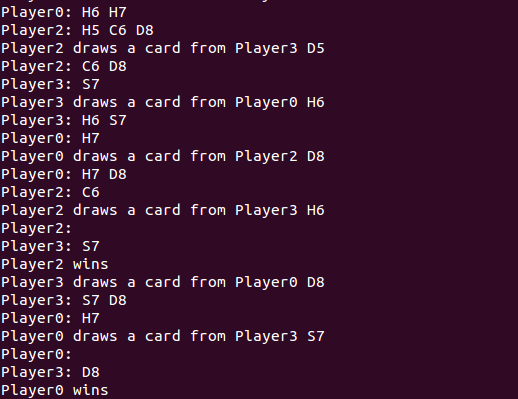 Player0: H6 H7
Player2: H5 C6 D8
Player2 draws a card from Player3 D5
Player2: C6 D8
Player3: S7
Player3 draws a card from Player0 H6
Player3: H6 S7
Player0: H7
Player0 draws a card from Player2 D8
Player0: H7 D8
Player2: C6
Player2 draws a card from Player3 H6
Player2:
Player3: S7
Player2 wins
Player3 draws a card from Player0 D8
Player3: S7 D8
Player0: H7
Player0 draws a card from Player3 S7
Player0:
Player3: D8
Player0 wins